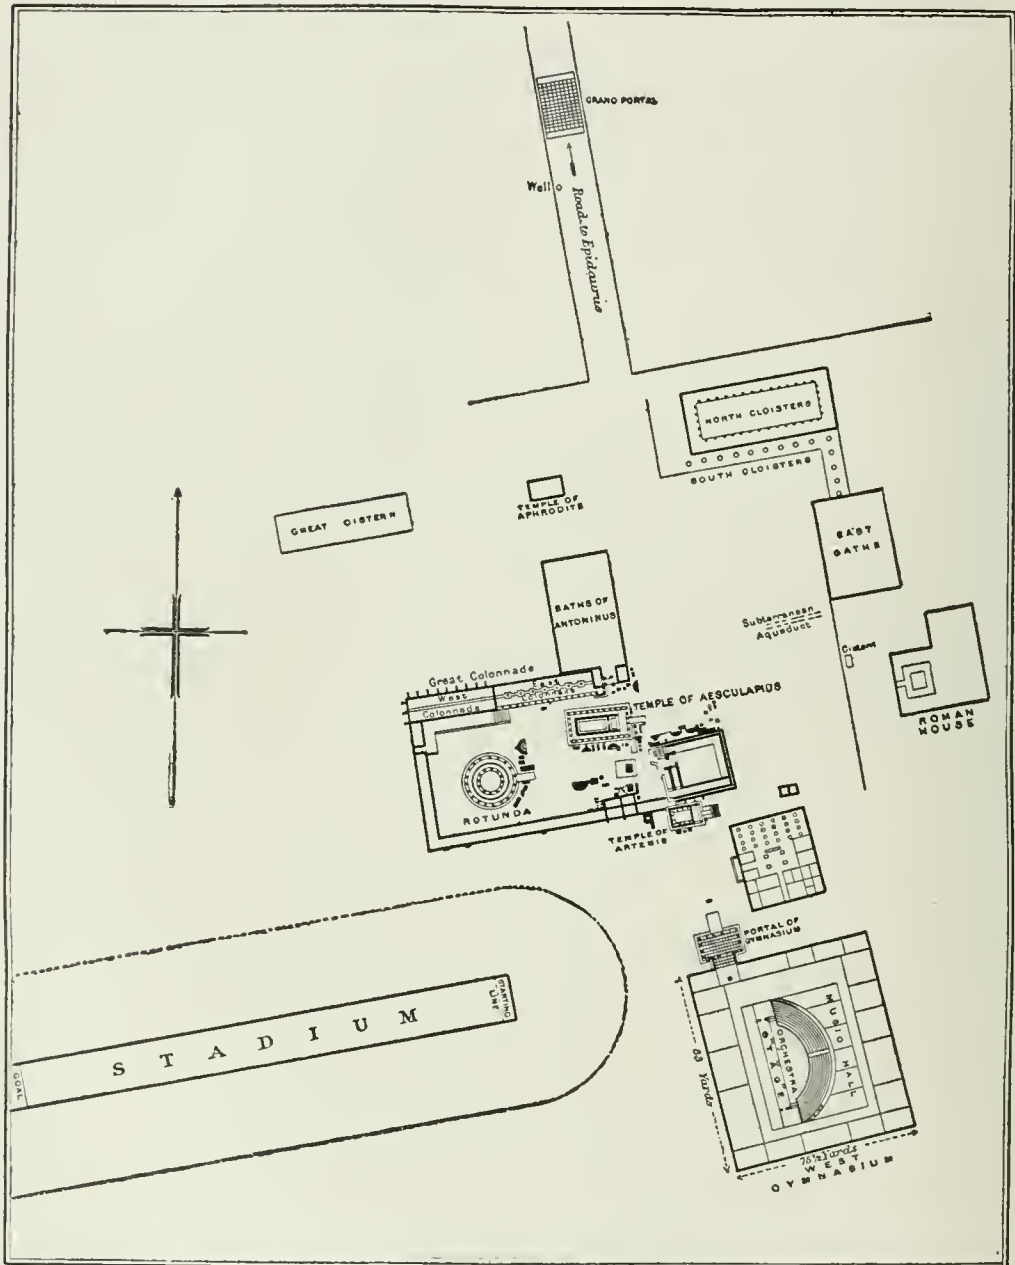 GRAND PORTAL
Well
Road to Epidaurus
NORTH CLOISTERS
SOUTH CLOISTERS
GREAT CISTERN
TEMPLE OF
APHRODITE
EAST
BATHS
BATHS OF
ANTONINUS
Subterranean
Aqueduct
Cistern
ROMAN
HOUSE
Great Colonnade
West
Colonnade
East
Colonnade
TEMPLE OF AESCULAPIUS
ROTUNDA
TEMPLE OF
ARTEMIS
PORTAL OF
GYMNASIUM
STARTING
LINE
STADIUM
GOAL
MUSIC HALL
ORCHESTRA
STAGE
83 Yards
75½ Yards
WEST
GYMNASIUM